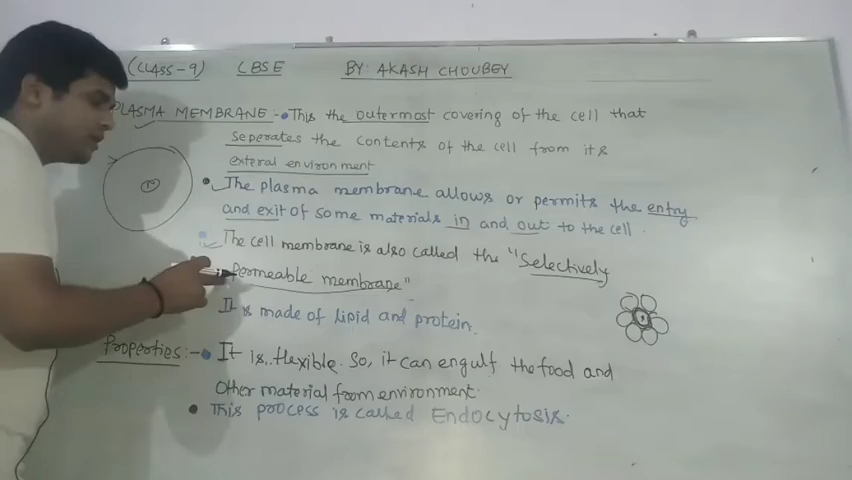 (CLASS-9) CBSE BY: AKASH CHOUBEY
PLASMA MEMBRANE:- This the outermost covering of the cell that
seperates the contents of the cell from it's
exteral environment
The plasma membrane allows or permits the entry
and exit of some materials in and out to the cell.
The cell membrane is also called the "Selectively
Permeable membrane"
It is made of lipid and protein.
Properties:- It is flexible. So, it can engulf the food and
Other material from environment.
This process is called Endocytosis.